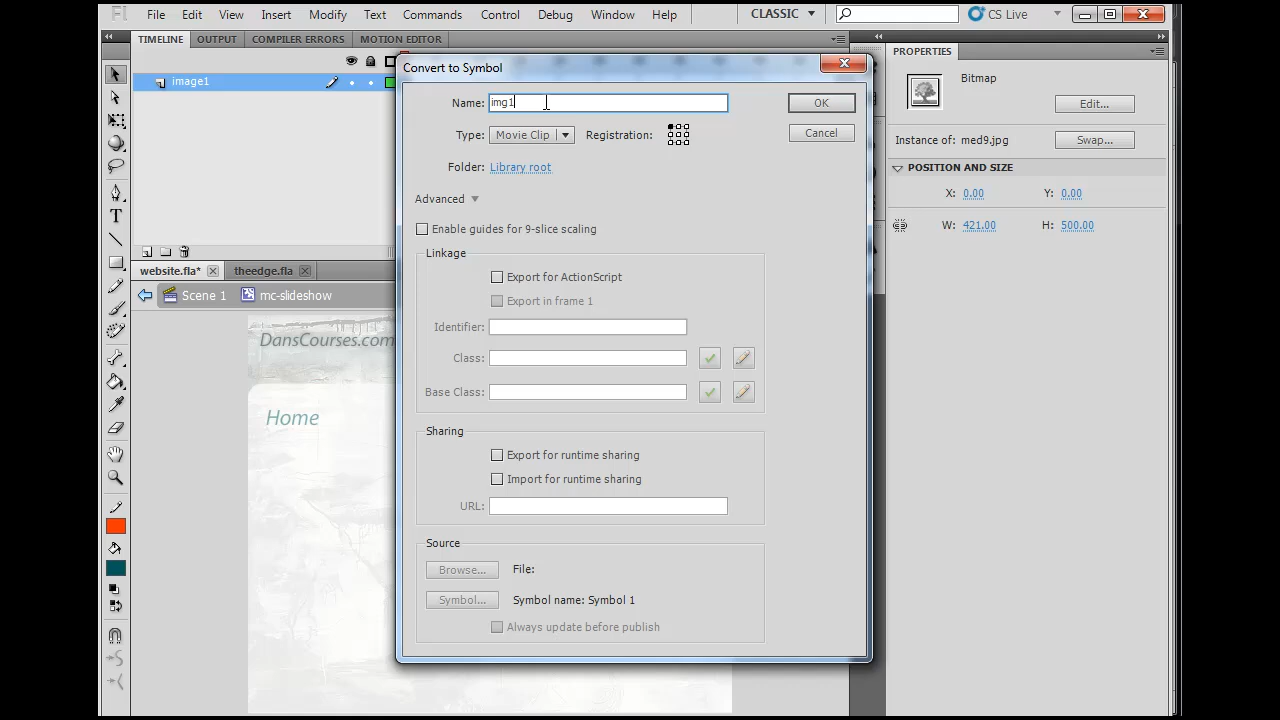 Fl File Edit View Insert Modify Text Commands Control Debug Window Help CLASSIC CS Live
TIMELINE OUTPUT COMPILER ERRORS MOTION EDITOR
image1
website.fla* theedge.fla
Scene 1 mc-slideshow
DansCourses.com
Home
Convert to Symbol
Name: img1 OK
Type: Movie Clip Registration: Cancel
Folder: Library root
Advanced
Enable guides for 9-slice scaling
Linkage
Export for ActionScript
Export in frame 1
Identifier:
Class:
Base Class:
Sharing
Export for runtime sharing
Import for runtime sharing
URL:
Source
Browse... File:
Symbol... Symbol name: Symbol 1
Always update before publish
PROPERTIES
Bitmap
Edit...
Instance of: med9.jpg Swap...
POSITION AND SIZE
X: 0.00 Y: 0.00
W: 421.00 H: 500.00